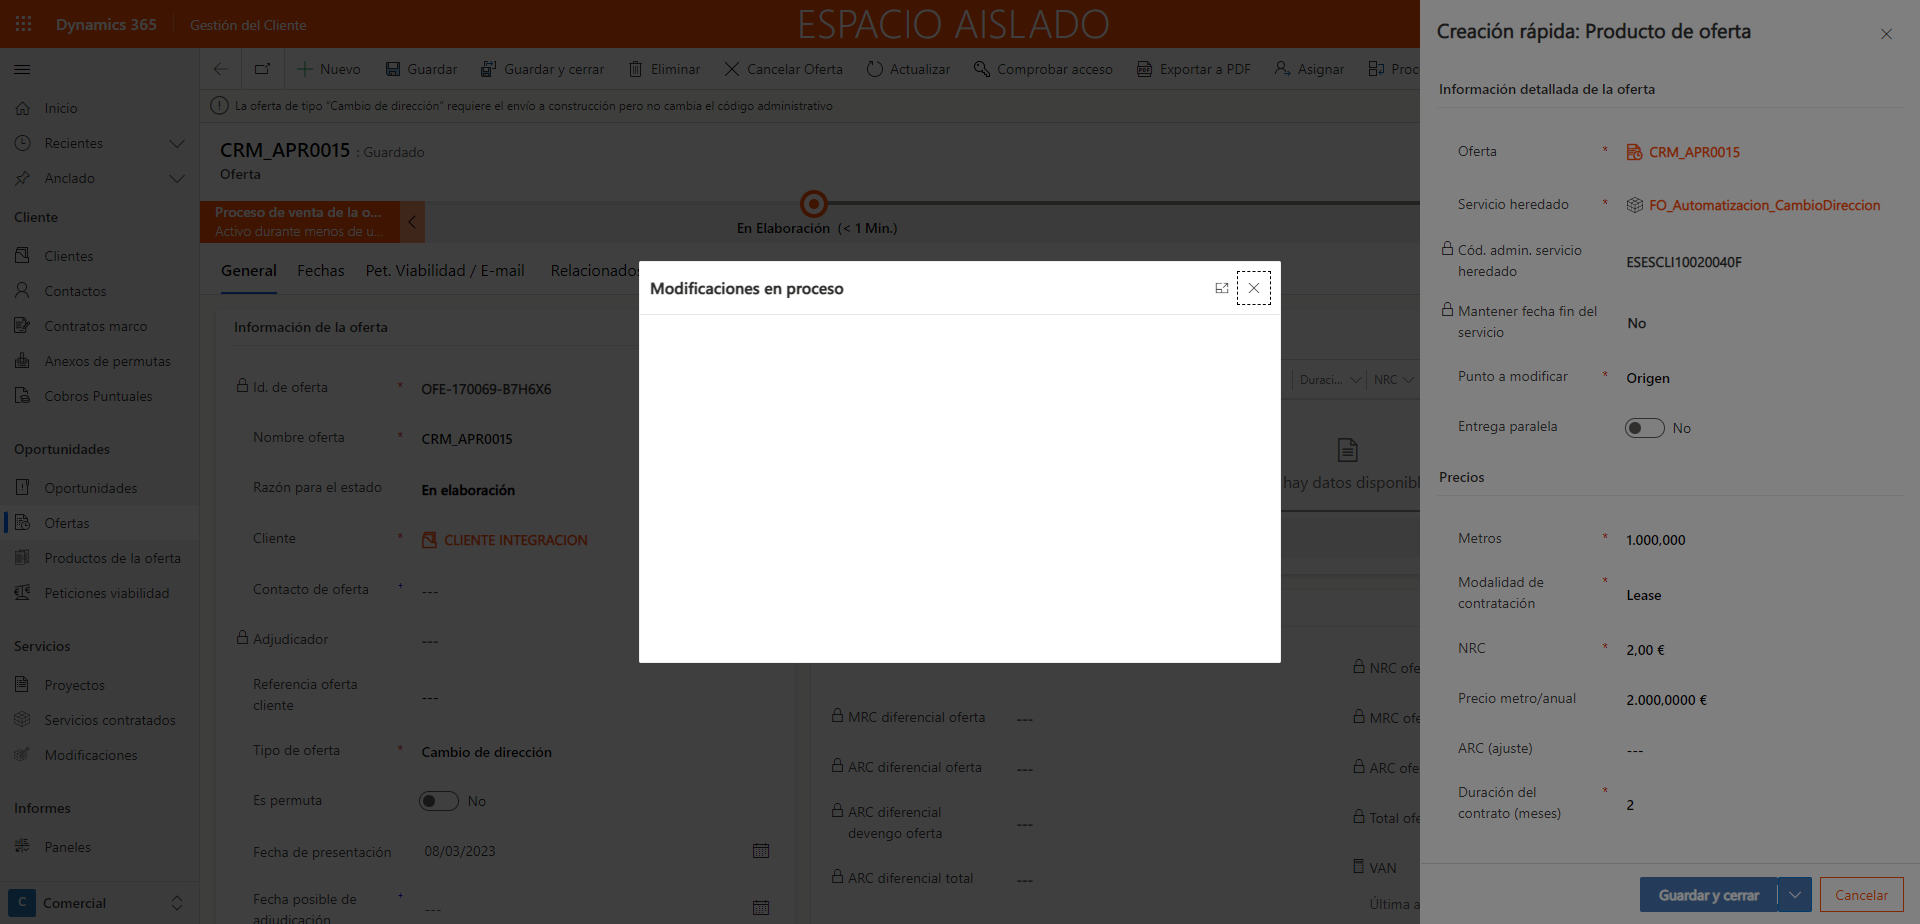 Dynamics 365
Gestión del Cliente
ESPACIO AISLADO
Nuevo
Guardar
Guardar y cerrar
Eliminar
Cancelar Oferta
Actualizar
Comprobar acceso
Exportar a PDF
Asignar
Proc
La oferta de tipo "Cambio de dirección" requiere el envío a construcción pero no cambia el código administrativo
Inicio
Recientes
Anclado
Cliente
Clientes
Contactos
Contratos marco
Anexos de permutas
Cobros Puntuales
Oportunidades
Oportunidades
Ofertas
Productos de la oferta
Peticiones viabilidad
Servicios
Proyectos
Servicios contratados
Modificaciones
Informes
Paneles
C
Comercial
CRM_APR0015 : Guardado
Oferta
Proceso de venta de la o...
Activo durante menos de u...
En Elaboración (< 1 Min.)
General
Fechas
Pet. Viabilidad / E-mail
Relacionados
Información de la oferta
Id. de oferta * OFE-170069-B7H6X6
Nombre oferta * CRM_APR0015
Razón para el estado En elaboración
Cliente * CLIENTE INTEGRACION
Contacto de oferta + ---
Adjudicador ---
Referencia oferta
cliente ---
Tipo de oferta * Cambio de dirección
Es permuta No
Fecha de presentación 08/03/2023
Fecha posible de
adjudicación + ---
Modificaciones en proceso
Duraci...
NRC
hay datos disponibl
MRC diferencial oferta ---
ARC diferencial oferta ---
ARC diferencial
devengo oferta ---
ARC diferencial total ---
NRC ofe
MRC ofe
ARC ofe
Total ofe
VAN
Última a
Creación rápida: Producto de oferta
Información detallada de la oferta
Oferta * CRM_APR0015
Servicio heredado * FO_Automatizacion_CambioDireccion
Cód. admin. servicio
heredado ESESCLI10020040F
Mantener fecha fin del
servicio No
Punto a modificar * Origen
Entrega paralela No
Precios
Metros * 1.000,000
Modalidad de
contratación * Lease
NRC * 2,00 €
Precio metro/anual 2.000,0000 €
ARC (ajuste) ---
Duración del
contrato (meses) * 2
Guardar y cerrar
Cancelar